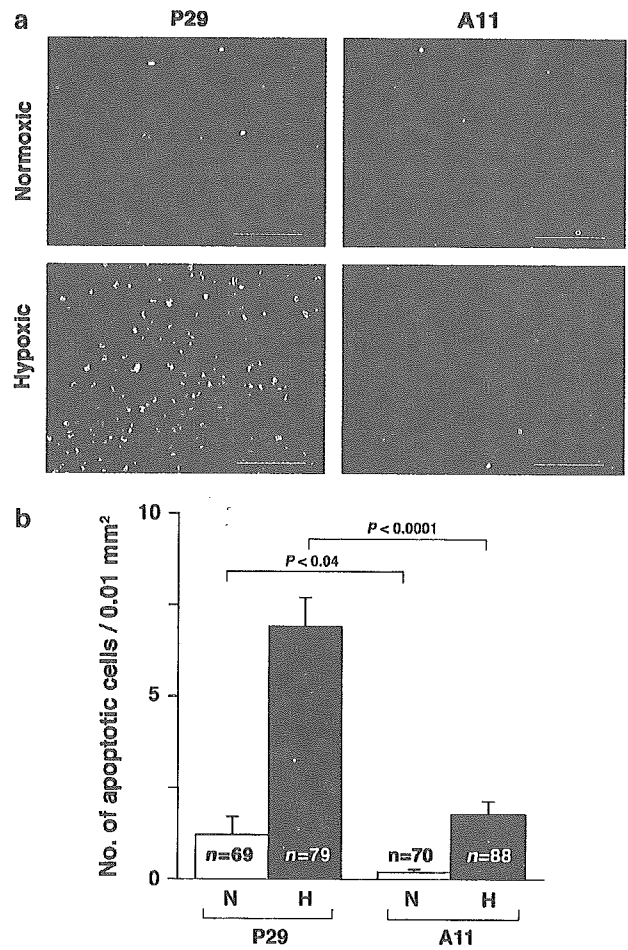 a
P29 A11
Normoxic
Hypoxic
b
No. of apoptotic cells / 0.01 mm²
10
5
0
P < 0.0001
P < 0.04
n=69 n=79 n=70 n=88
N H N H
P29 A11